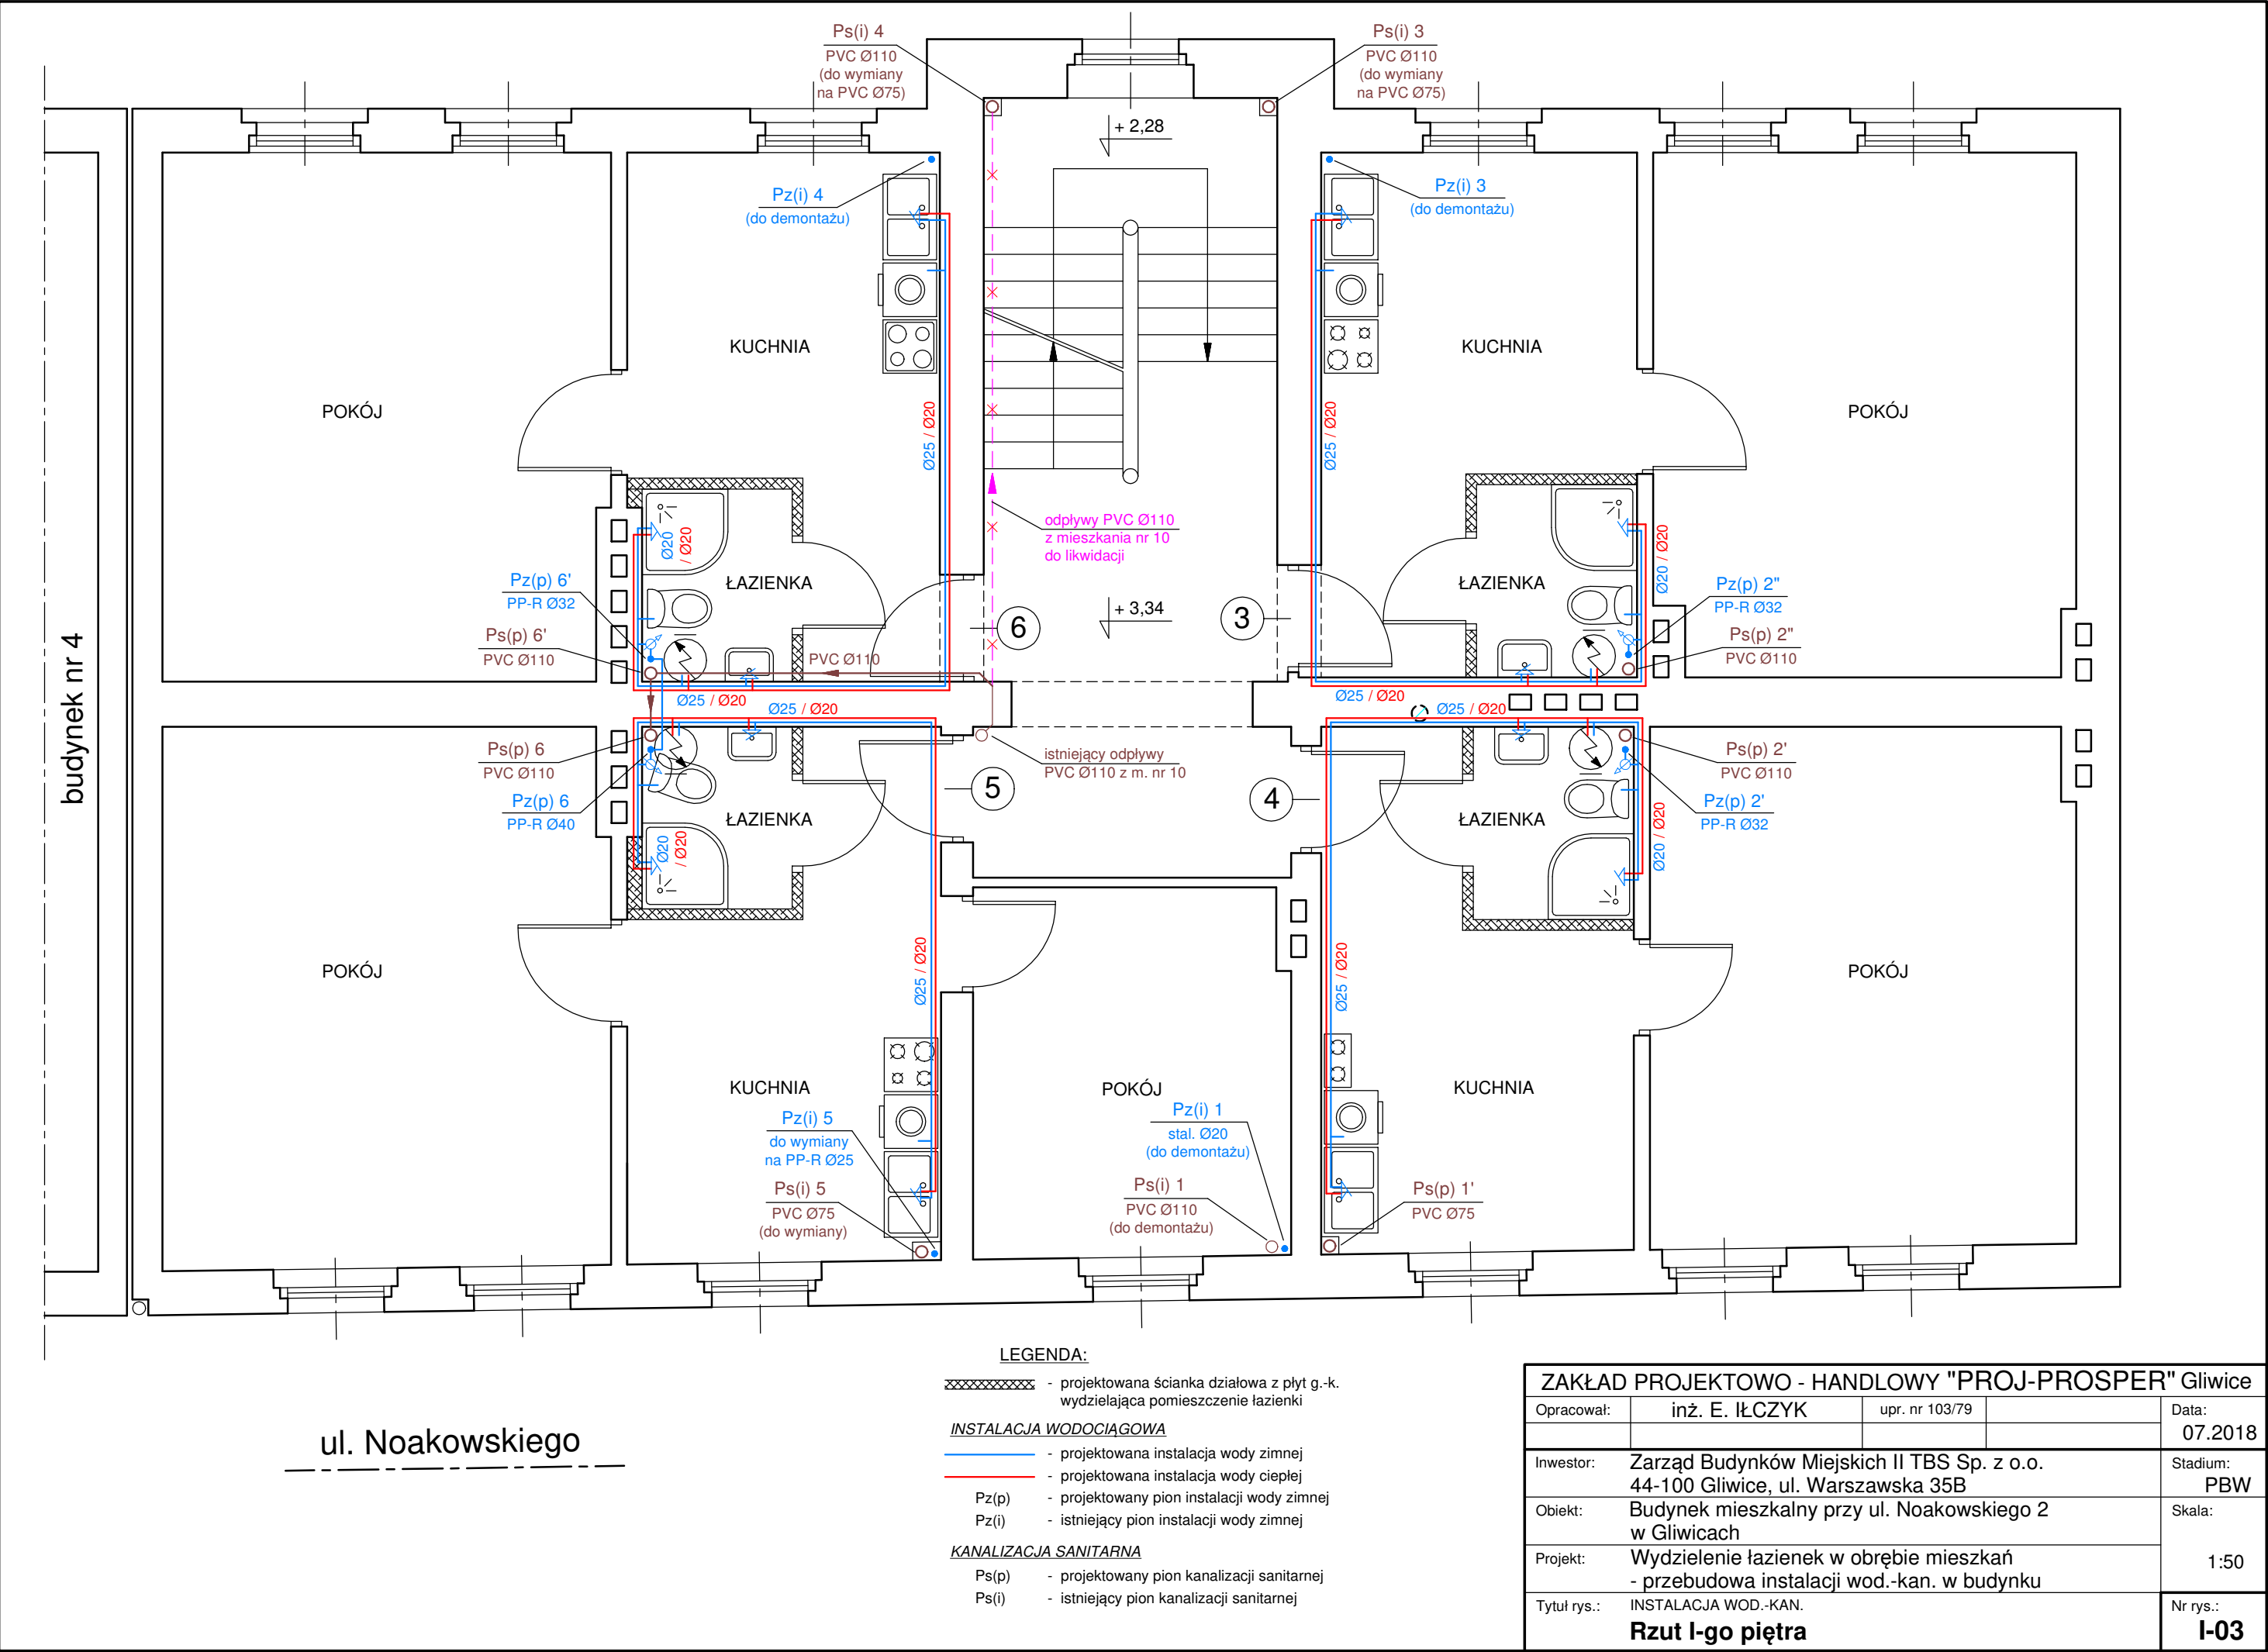 Ps(i) 4
PVC Ø110
(do wymiany
na PVC Ø75)
Ps(i) 3
PVC Ø110
(do wymiany
na PVC Ø75)
+ 2,28
Pz(i) 4
(do demontażu)
Pz(i) 3
(do demontażu)
KUCHNIA
KUCHNIA
POKÓJ
POKÓJ
Ø25 / Ø20
Ø25 / Ø20
odpływy PVC Ø110
z mieszkania nr 10
do likwidacji
Ø20
/ Ø20
Ø20 / Ø20
ŁAZIENKA
ŁAZIENKA
Pz(p) 6'
PP-R Ø32
Ps(p) 6'
PVC Ø110
+ 3,34
6
3
Pz(p) 2"
PP-R Ø32
Ps(p) 2"
PVC Ø110
PVC Ø110
Ø25 / Ø20
Ø25 / Ø20
Ø25 / Ø20
Ø25 / Ø20
budynek nr 4
Ps(p) 6
PVC Ø110
Pz(p) 6
PP-R Ø40
istniejący odpływy
PVC Ø110 z m. nr 10
5
4
Ps(p) 2'
PVC Ø110
Pz(p) 2'
PP-R Ø32
ŁAZIENKA
ŁAZIENKA
Ø20
/ Ø20
Ø20 / Ø20
POKÓJ
POKÓJ
Ø25 / Ø20
Ø25 / Ø20
KUCHNIA
POKÓJ
KUCHNIA
Pz(i) 5
do wymiany
na PP-R Ø25
Ps(i) 5
PVC Ø75
(do wymiany)
Pz(i) 1
stal. Ø20
(do demontażu)
Ps(i) 1
PVC Ø110
(do demontażu)
Ps(p) 1'
PVC Ø75
ul. Noakowskiego
LEGENDA:
- projektowana ścianka działowa z płyt g.-k.
wydzielająca pomieszczenie łazienki
INSTALACJA WODOCIĄGOWA
- projektowana instalacja wody zimnej
- projektowana instalacja wody ciepłej
Pz(p) - projektowany pion instalacji wody zimnej
Pz(i) - istniejący pion instalacji wody zimnej
KANALIZACJA SANITARNA
Ps(p) - projektowany pion kanalizacji sanitarnej
Ps(i) - istniejący pion kanalizacji sanitarnej
ZAKŁAD PROJEKTOWO - HANDLOWY "PROJ-PROSPER" Gliwice
Opracował: inż. E. IŁCZYK upr. nr 103/79
Data:
07.2018
Inwestor: Zarząd Budynków Miejskich II TBS Sp. z o.o.
44-100 Gliwice, ul. Warszawska 35B
Stadium:
PBW
Obiekt: Budynek mieszkalny przy ul. Noakowskiego 2
w Gliwicach
Skala:
1:50
Projekt: Wydzielenie łazienek w obrębie mieszkań
- przebudowa instalacji wod.-kan. w budynku
Tytuł rys.: INSTALACJA WOD.-KAN.
Rzut I-go piętra
Nr rys.:
I-03